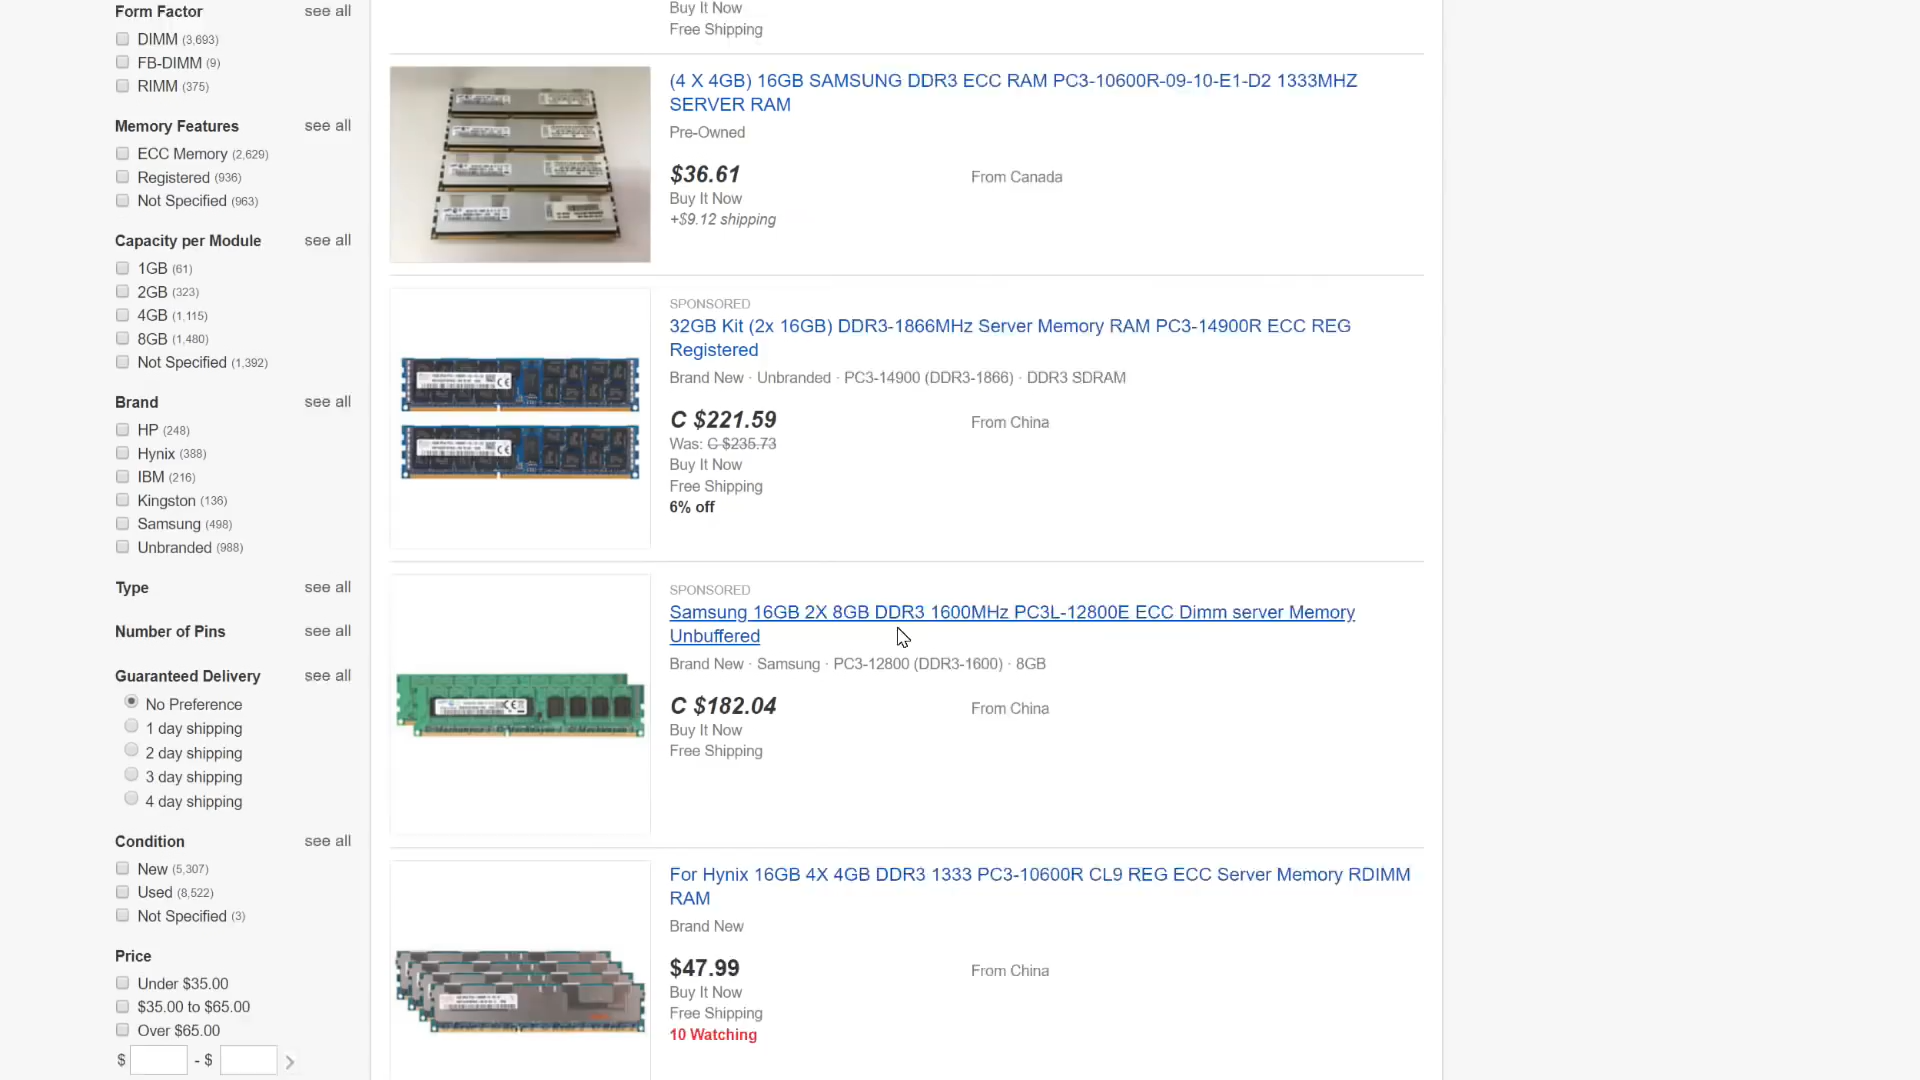 Form Factor see all
DIMM (3,693)
FB-DIMM (9)
RIMM (375)
Memory Features see all
ECC Memory (2,629)
Registered (936)
Not Specified (963)
Capacity per Module see all
1GB (61)
2GB (323)
4GB (1,115)
8GB (1,480)
Not Specified (1,392)
Brand see all
HP (248)
Hynix (388)
IBM (216)
Kingston (136)
Samsung (498)
Unbranded (988)
Type see all
Number of Pins see all
Guaranteed Delivery see all
No Preference
1 day shipping
2 day shipping
3 day shipping
4 day shipping
Condition see all
New (5,307)
Used (8,522)
Not Specified (3)
Price see all
Under $35.00
$35.00 to $65.00
Over $65.00
$ - $
Buy It Now
Free Shipping
(4 X 4GB) 16GB SAMSUNG DDR3 ECC RAM PC3-10600R-09-10-E1-D2 1333MHZ
SERVER RAM
Pre-Owned
$36.61 From Canada
Buy It Now
+$9.12 shipping
SPONSORED
32GB Kit (2x 16GB) DDR3-1866MHz Server Memory RAM PC3-14900R ECC REG
Registered
Brand New · Unbranded · PC3-14900 (DDR3-1866) · DDR3 SDRAM
C $221.59 From China
Was: C $235.73
Buy It Now
Free Shipping
6% off
SPONSORED
Samsung 16GB 2X 8GB DDR3 1600MHz PC3L-12800E ECC Dimm server Memory
Unbuffered
Brand New · Samsung · PC3-12800 (DDR3-1600) · 8GB
C $182.04 From China
Buy It Now
Free Shipping
For Hynix 16GB 4X 4GB DDR3 1333 PC3-10600R CL9 REG ECC Server Memory RDIMM
RAM
Brand New
$47.99 From China
Buy It Now
Free Shipping
10 Watching